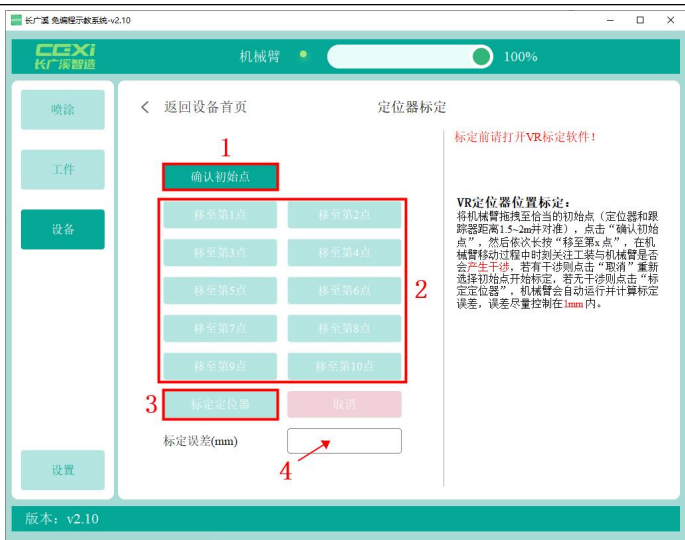 长广溪 免编程示教系统-v2.10
CGXi
长广溪智造
机械臂
100%
喷涂
工件
设备
设置
返回设备首页
定位器标定
1
确认初始点
移至第1点
移至第2点
移至第3点
移至第4点
移至第5点
移至第6点
移至第7点
移至第8点
移至第9点
移至第10点
2
3
标定定位器
取消
标定误差(mm)
4
标定前请打开VR标定软件！
VR定位器位置标定：
将机械臂拖拽至恰当的初始点（定位器和跟
踪器距离1.5~2m并对准），点击“确认初始
点”，然后依次长按“移至第x点”，在机
械臂移动过程中时刻关注工装与机械臂是否
会产生干涉，若有干涉则点击“取消”重新
选择初始点开始标定，若无干涉则点击“标
定定位器”，机械臂会自动运行并计算标定
误差，误差尽量控制在1mm内。
版本：v2.10